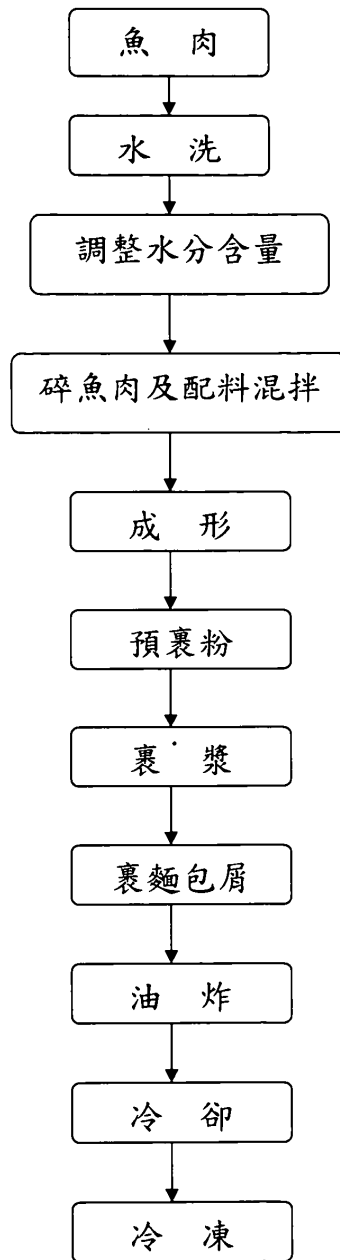 魚 肉
水 洗
調整水分含量
碎魚肉及配料混拌
成 形
預裹粉
裹 漿
裹麵包屑
油 炸
冷 卻
冷 凍